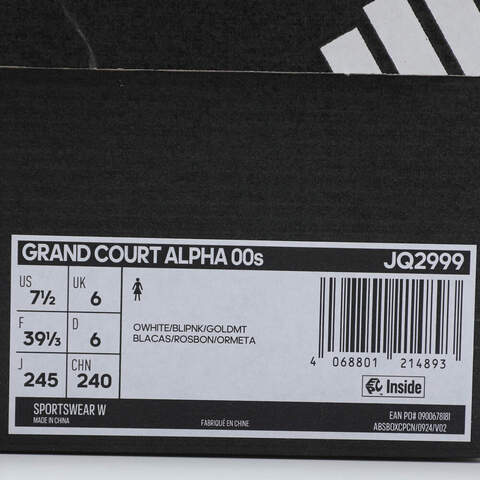 GRAND COURT ALPHA 00s JQ2999
US 7½ UK 6
F 39⅓ D 6
J 245 CHN 240
OWHITE/BLIPNK/GOLDMT
BLACAS/ROSBON/ORMETA
4 068801 214893
Inside
SPORTSWEAR W
MADE IN CHINA
FABRIQUÉ EN CHINE
EAN PO# 0900678181
ABSBOXCPCN/0924/V02